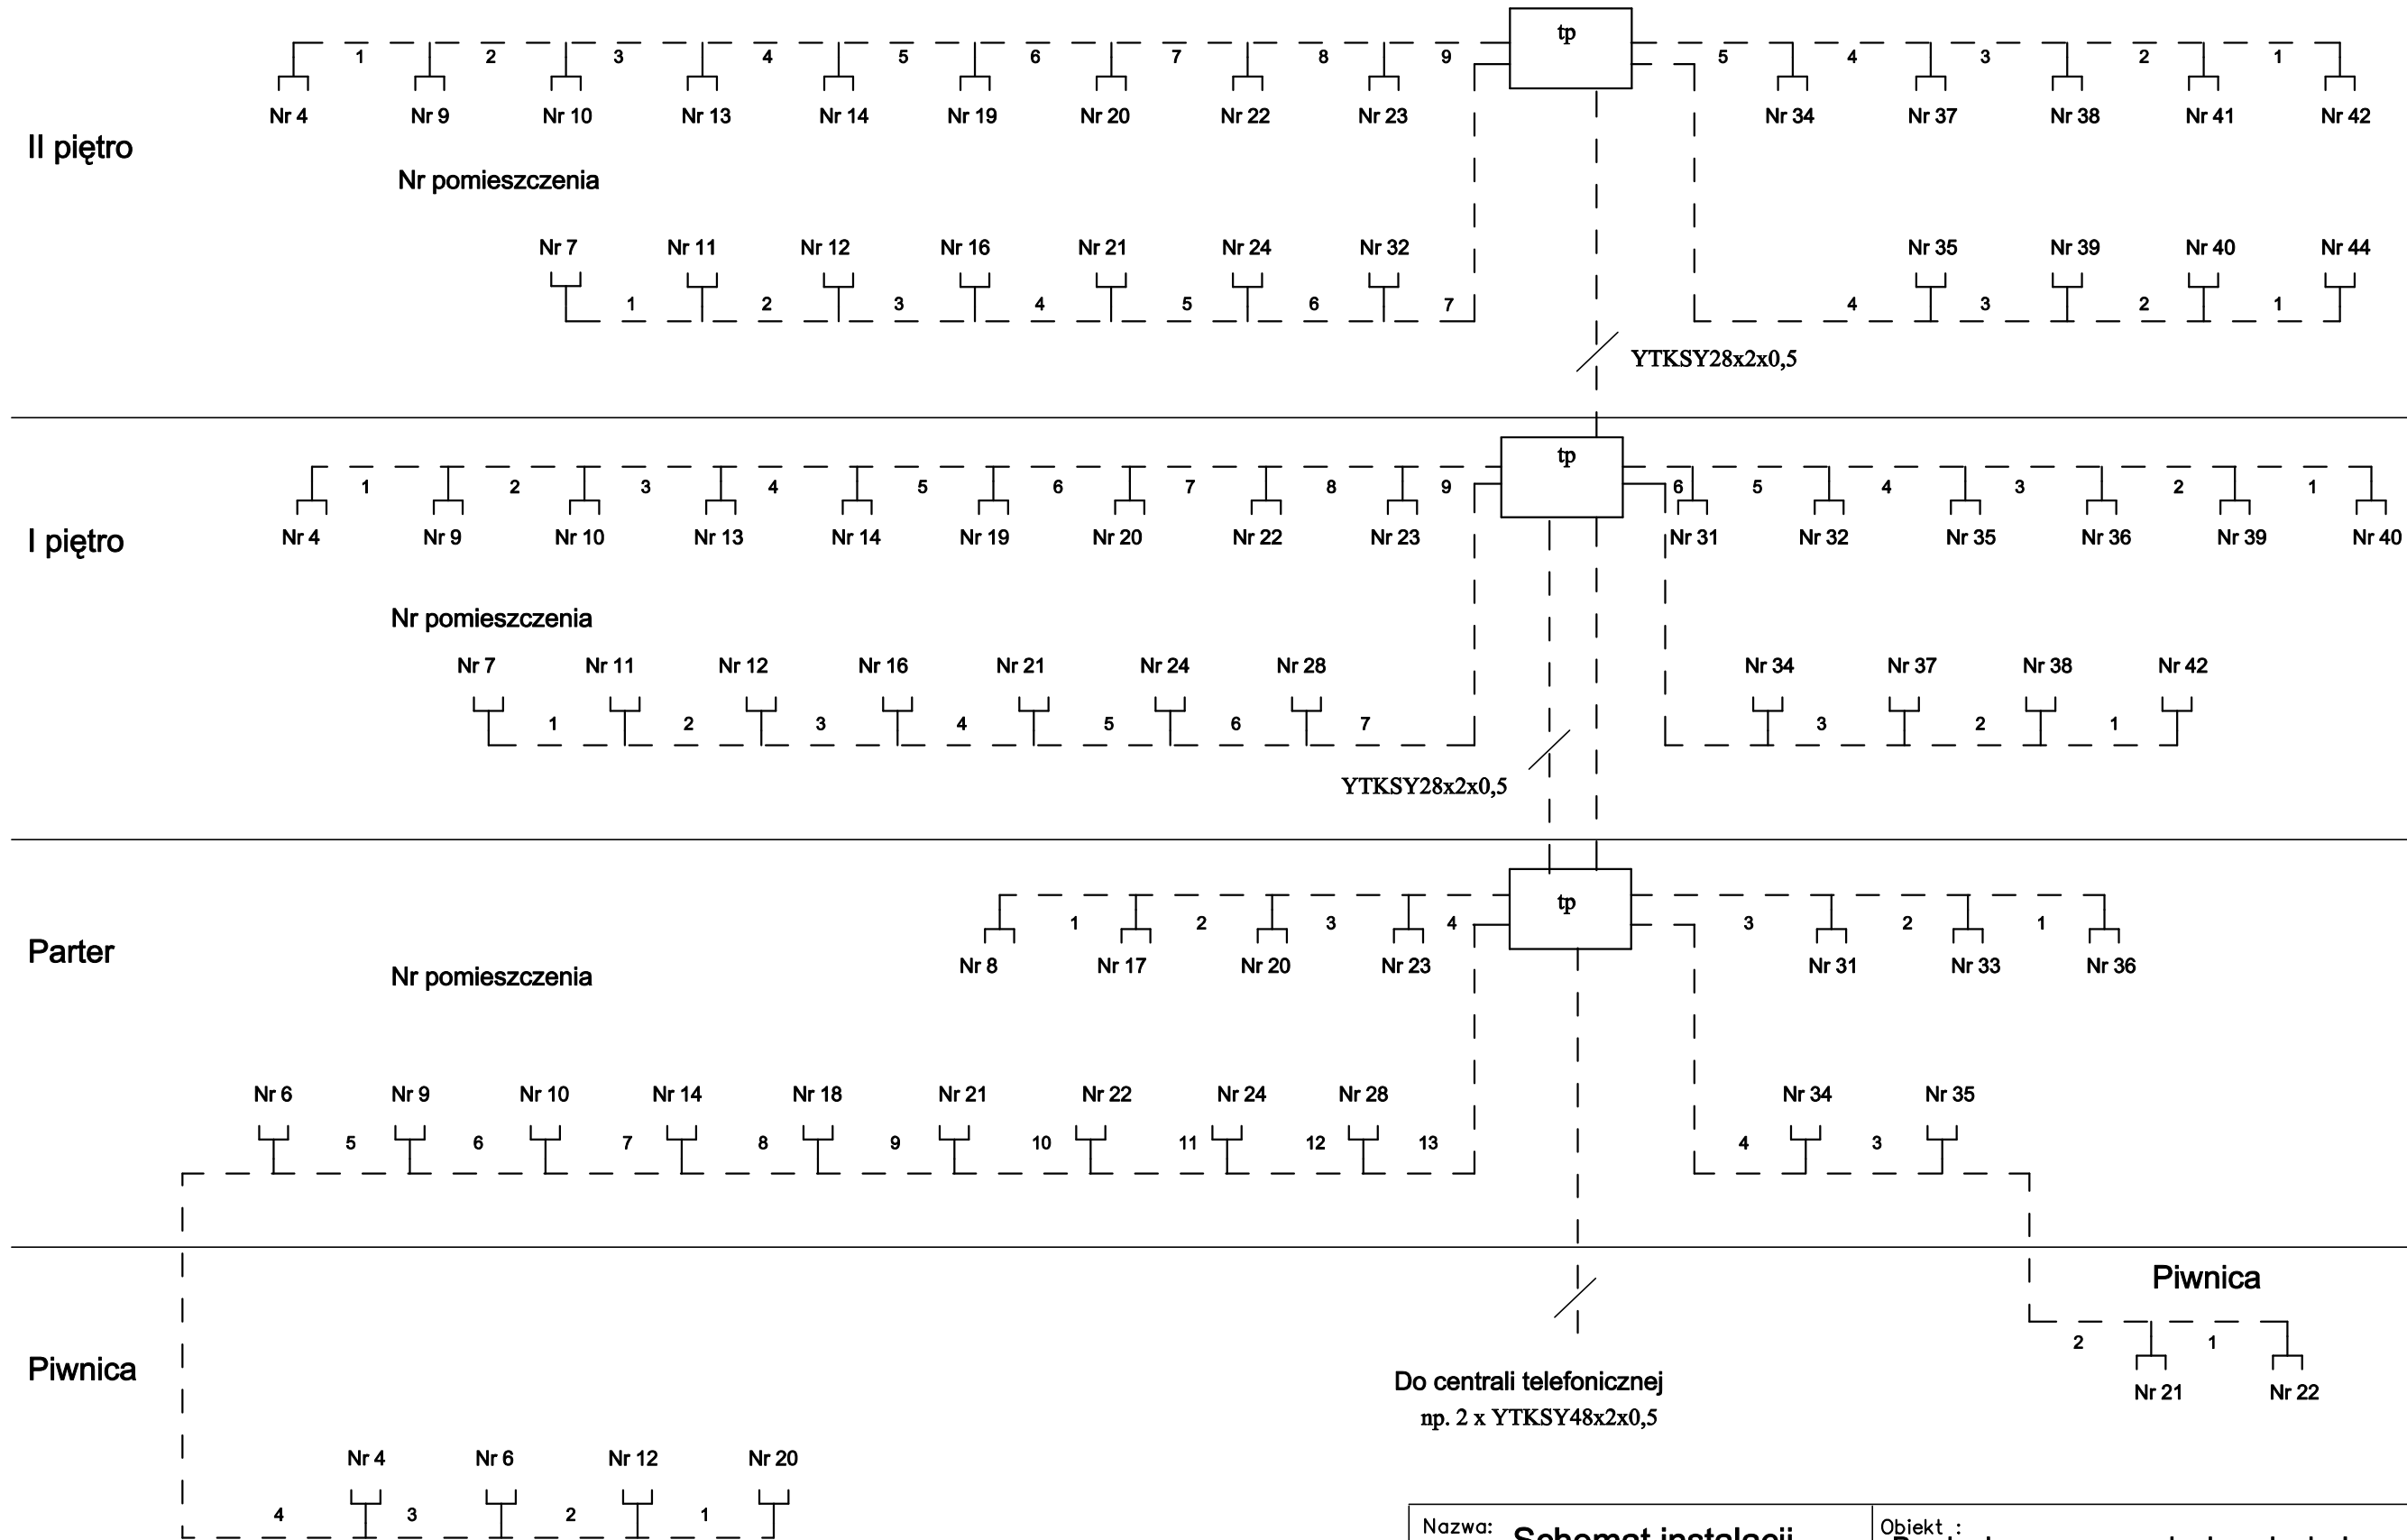 tp
1 2 3 4 5 6 7 8 9 5 4 3 2 1
Nr 4 Nr 9 Nr 10 Nr 13 Nr 14 Nr 19 Nr 20 Nr 22 Nr 23 Nr 34 Nr 37 Nr 38 Nr 41 Nr 42
II piętro
Nr pomieszczenia
Nr 7 Nr 11 Nr 12 Nr 16 Nr 21 Nr 24 Nr 32 Nr 35 Nr 39 Nr 40 Nr 44
1 2 3 4 5 6 7 4 3 2 1
YTKSY28x2x0,5
tp
1 2 3 4 5 6 7 8 9 6 5 4 3 2 1
I piętro
Nr 4 Nr 9 Nr 10 Nr 13 Nr 14 Nr 19 Nr 20 Nr 22 Nr 23 Nr 31 Nr 32 Nr 35 Nr 36 Nr 39 Nr 40
Nr pomieszczenia
Nr 7 Nr 11 Nr 12 Nr 16 Nr 21 Nr 24 Nr 28 Nr 34 Nr 37 Nr 38 Nr 42
1 2 3 4 5 6 7 3 2 1
YTKSY28x2x0,5
tp
1 2 3 4 3 2 1
Parter
Nr 8 Nr 17 Nr 20 Nr 23 Nr 31 Nr 33 Nr 36
Nr pomieszczenia
Nr 6 Nr 9 Nr 10 Nr 14 Nr 18 Nr 21 Nr 22 Nr 24 Nr 28 Nr 34 Nr 35
5 6 7 8 9 10 11 12 13 4 3
Piwnica
2 1
Piwnica
Do centrali telefonicznej
Nr 21 Nr 22
np. 2 x YTKSY48x2x0,5
Nr 4 Nr 6 Nr 12 Nr 20
4 3 2 1
Nazwa: Schemat instalacji
Obiekt :